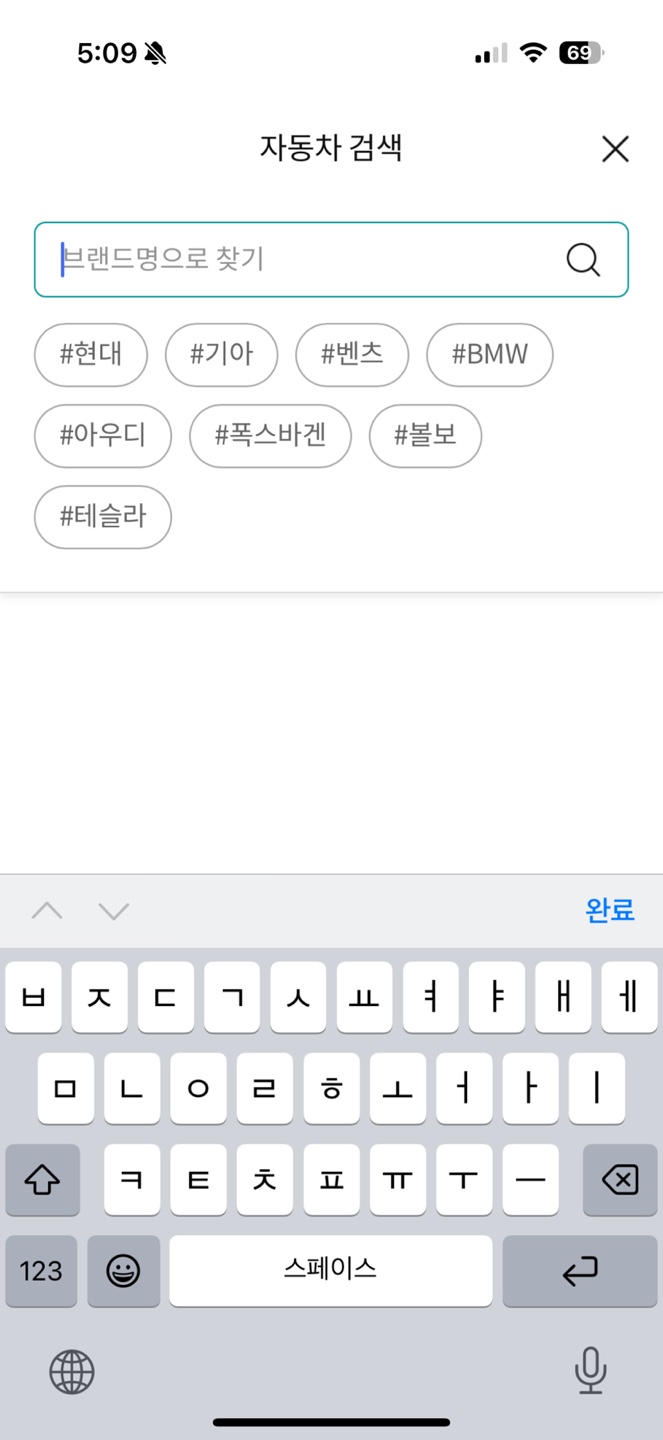 5:09
69
자동차 검색
브랜드명으로 찾기
#현대 #기아 #벤츠 #BMW
#아우디 #폭스바겐 #볼보
#테슬라
완료
ㅂ ㅈ ㄷ ㄱ ㅅ ㅛ ㅕ ㅑ ㅐ ㅔ
ㅁ ㄴ ㅇ ㄹ ㅎ ㅗ ㅓ ㅏ ㅣ
ㅋ ㅌ ㅊ ㅍ ㅠ ㅜ ㅡ
123 스페이스